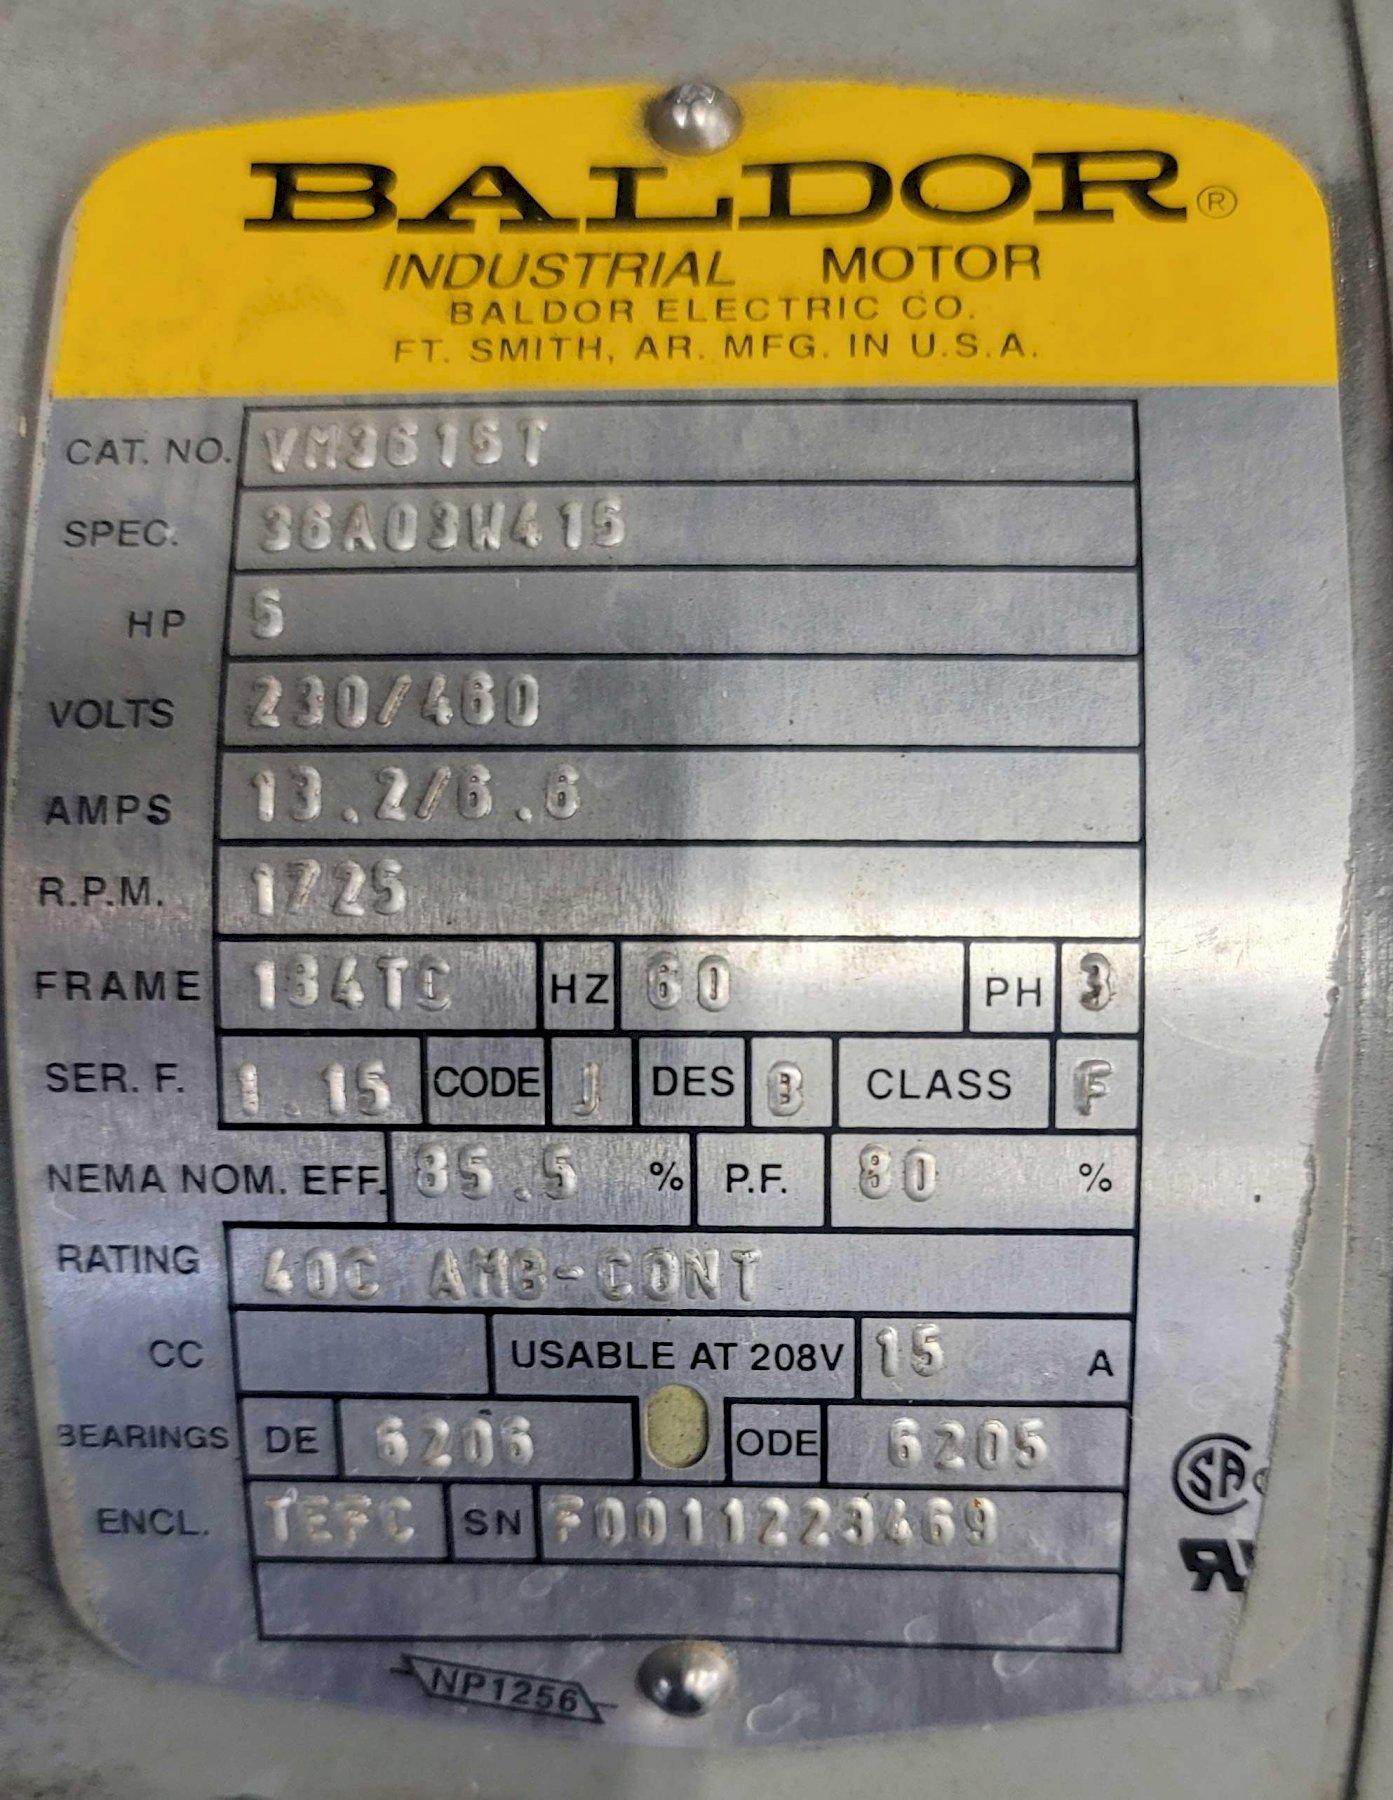 BALDOR®
INDUSTRIAL MOTOR
BALDOR ELECTRIC CO.
FT. SMITH, AR. MFG. IN U.S.A.
CAT. NO. VM3615T
SPEC. 36A03W415
HP 5
VOLTS 230/460
AMPS 13.2/6.6
R.P.M. 1725
FRAME 184TC HZ 60 PH 3
SER. F. 1.15 CODE J DES B CLASS F
NEMA NOM. EFF. 85.5 % P.F. 80 %
RATING 40C AMB-CONT
CC USABLE AT 208V 15 A
BEARINGS DE 6206 ODE 6205
ENCL. TEFC SN F0011223469
SA
NP1256